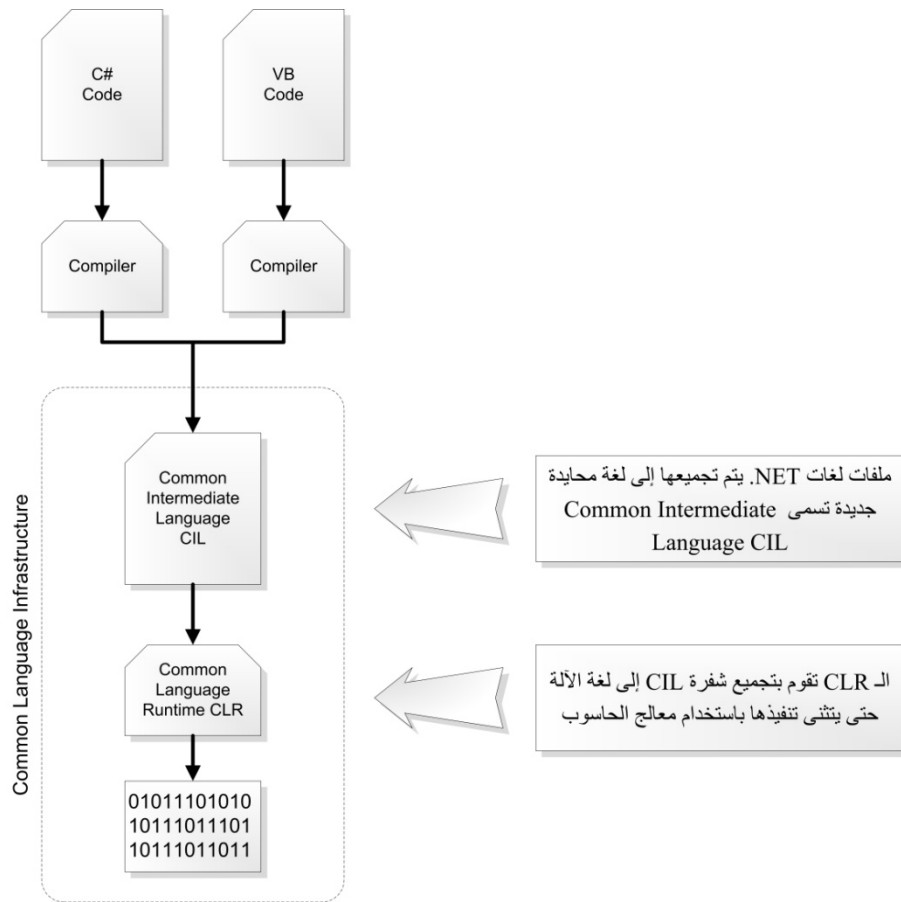 C#
Code
VB
Code
Compiler
Compiler
Common Language Infrastructure
Common
Intermediate
Language
CIL
ملفات لغات NET. يتم تجميعها إلى لغة محايدة
جديدة تسمى Common Intermediate
Language CIL
Common
Language
Runtime CLR
الـ CLR تقوم بتجميع شفرة CIL إلى لغة الآلة
حتى يتثنى تنفيذها باستخدام معالج الحاسوب
01011101010
10111011101
10111011011